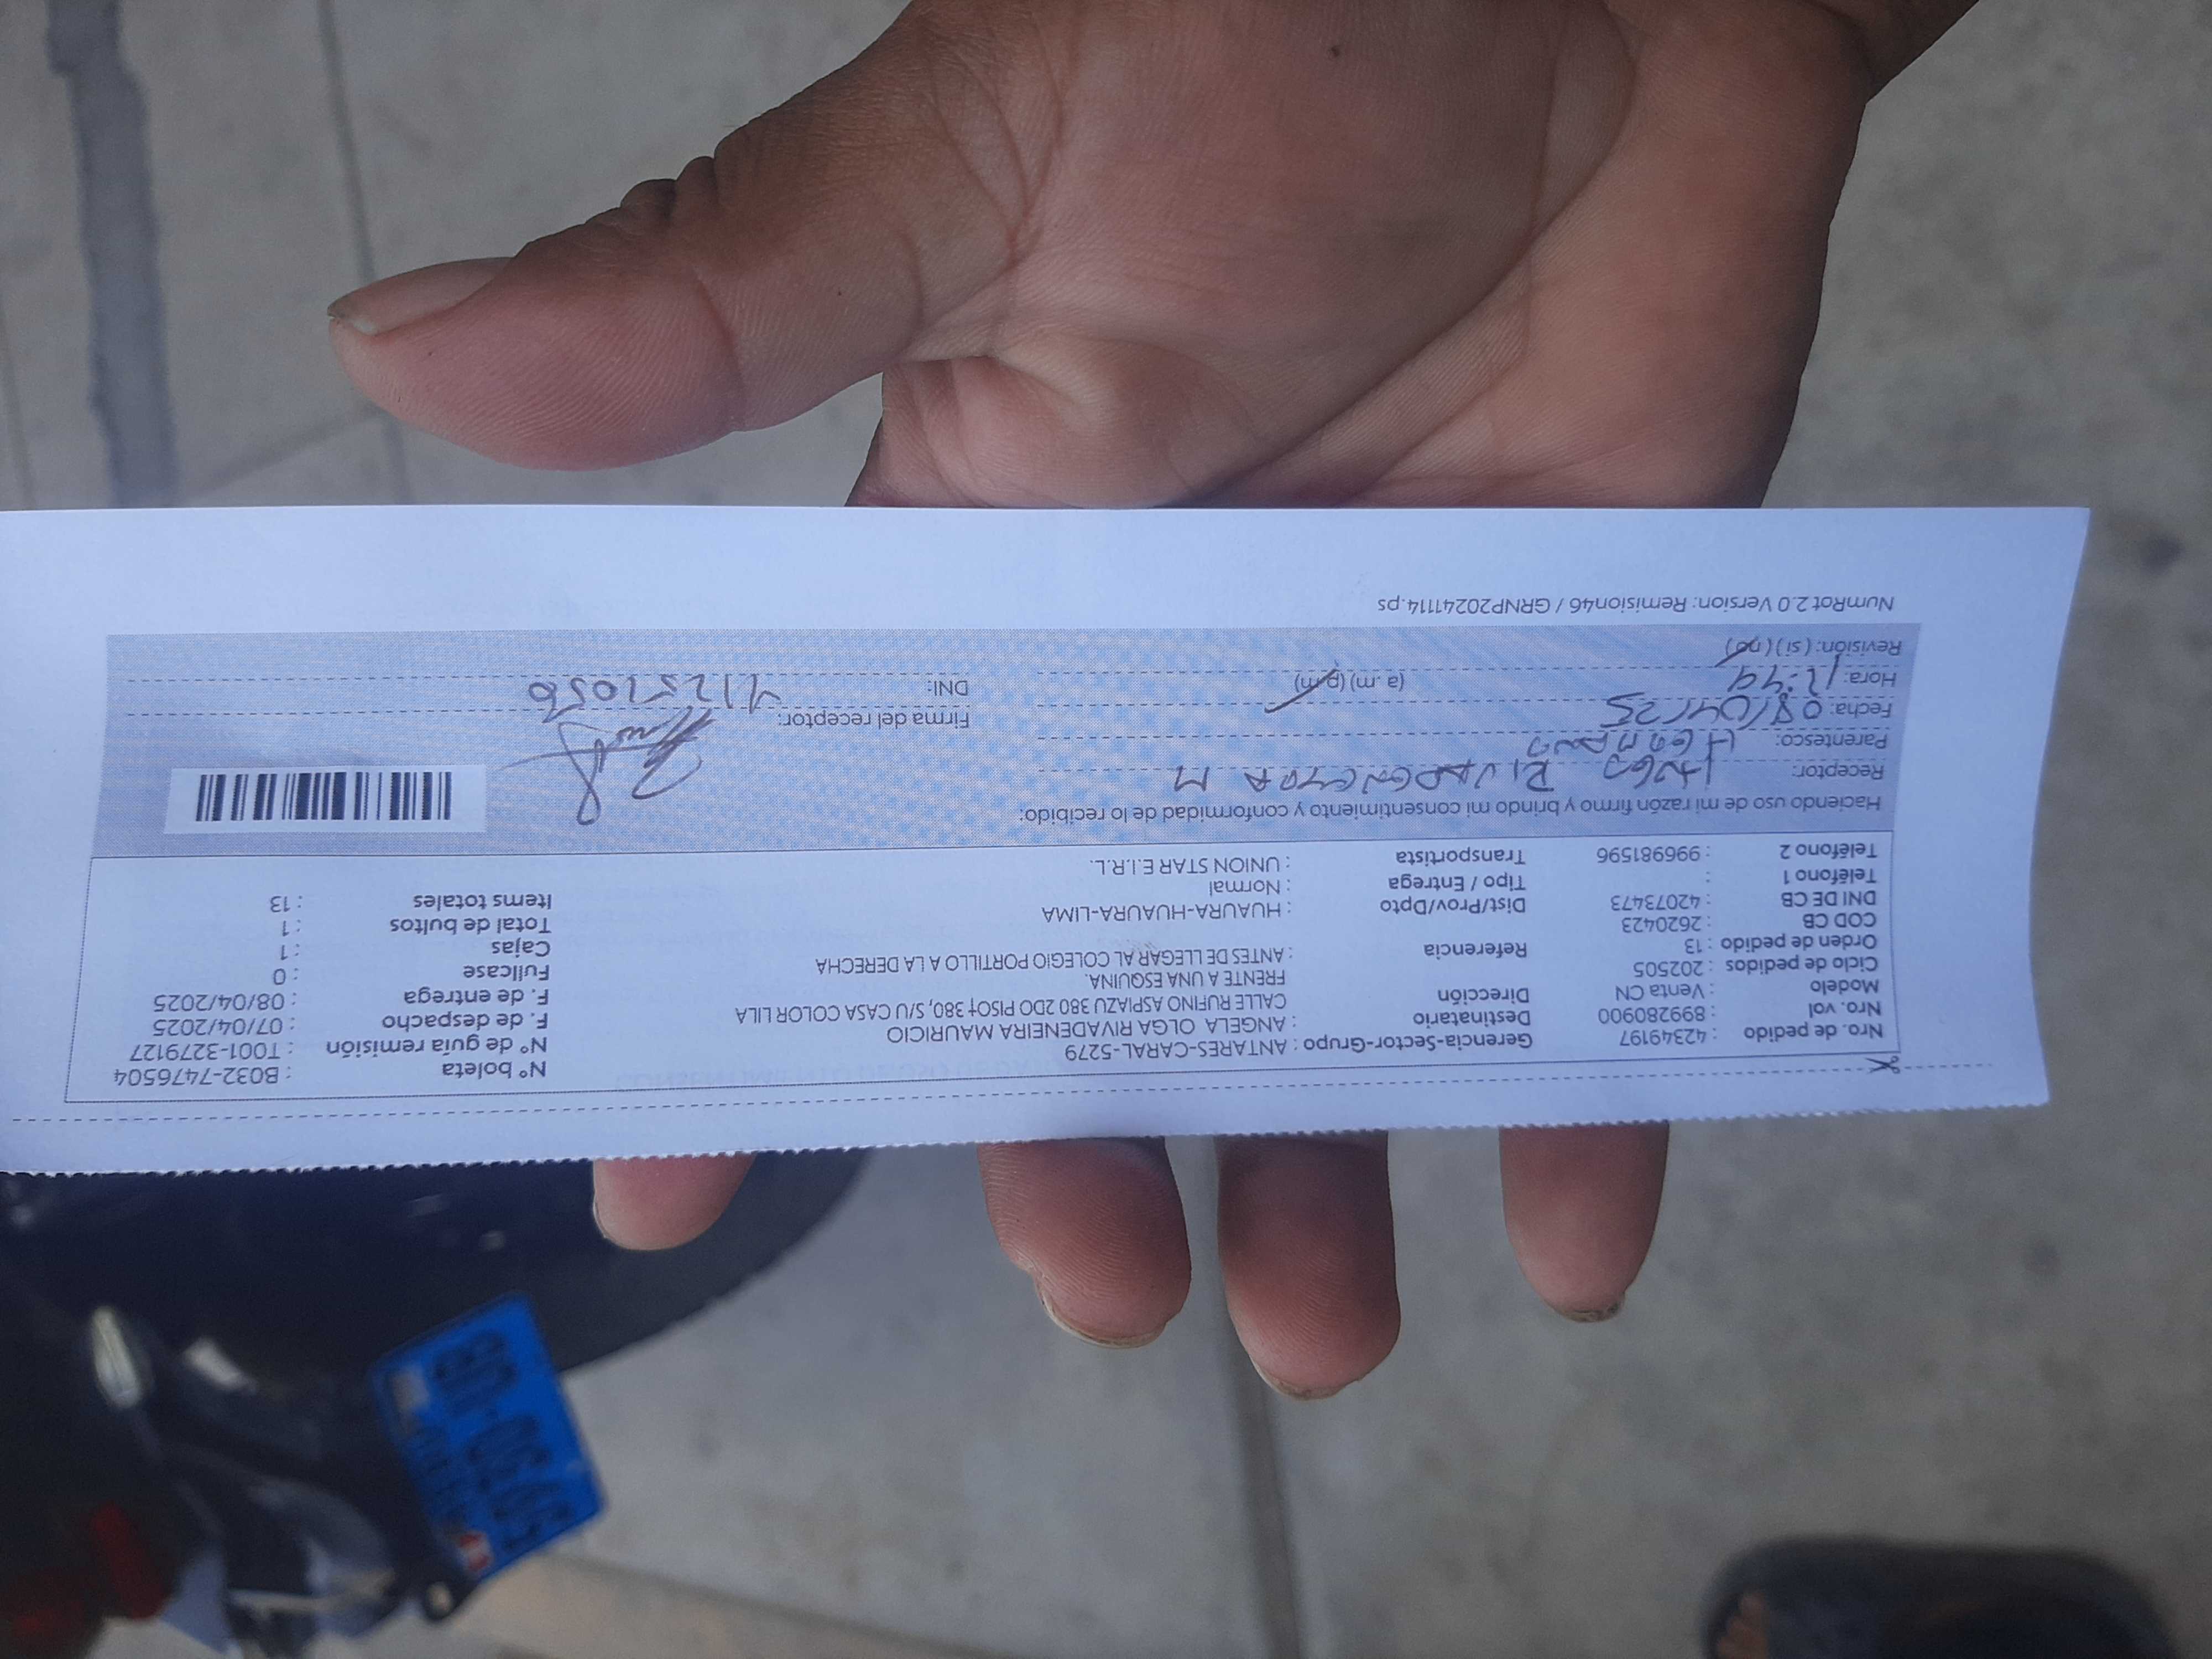 Nro. de pedido : 42349197
Nro. vol : 899280900
Modelo : Venta CN
Ciclo de pedidos : 202505
Orden de pedido : 13
COD CB : 2620423
DNI DE CB : 42073473
Teléfono 1 :
Teléfono 2 : 996981596
Gerencia-Sector-Grupo : ANTARES-CARAL-5279
Destinatario : ANGELA OLGA RIVADENEIRA MAURICIO
Dirección CALLE RUFINO ASPIAZU 380 2DO PISO† 380, S/U CASA COLOR LILA
FRENTE A UNA ESQUINA.
Referencia : ANTES DE LLEGAR AL COLEGIO PORTILLO A LA DERECHA
Dist/Prov/Dpto : HUAURA-HUAURA-LIMA
Tipo / Entrega : Normal
Transportista : UNION STAR E.I.R.L.
N° boleta : B032-7476504
N° de guía remisión : T001-3279127
F. de despacho : 07/04/2025
F. de entrega : 08/04/2025
Fullcase : 0
Cajas : 1
Total de bultos : 1
Items totales : 13
Haciendo uso de mi razón firmo y brindo mi consentimiento y conformidad de lo recibido:
Receptor: Hugo RIVADENEYRA M
Parentesco: HERMANO
Fecha: 08/04/25
Hora: 12:44 (a.m) (p.m)
Revisión: (si) (no)
Firma del receptor:
DNI: 41251056
NumRot 2.0 Version: Remision46 / GRNP20241114.ps